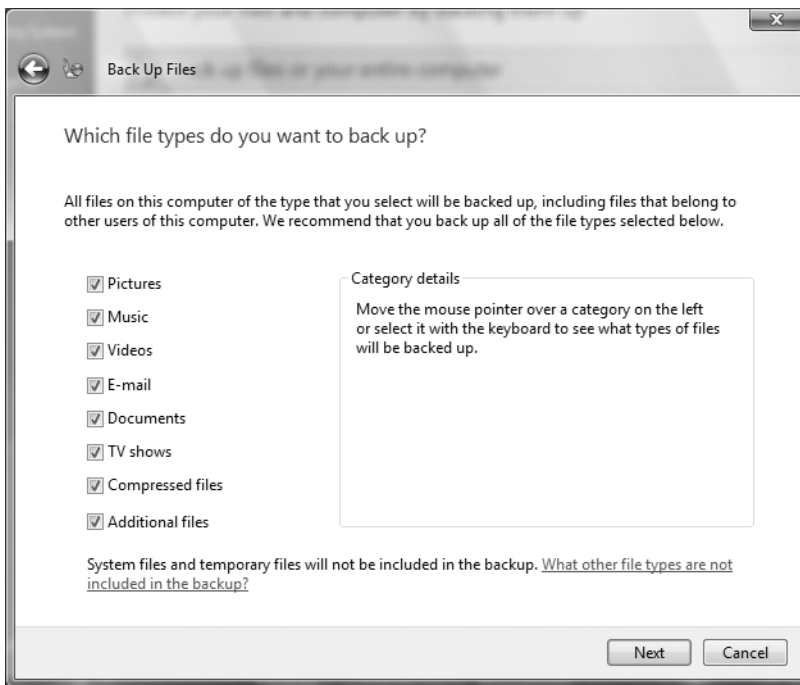 Back Up Files
Which file types do you want to back up?
All files on this computer of the type that you select will be backed up, including files that belong to
other users of this computer. We recommend that you back up all of the file types selected below.
Pictures
Music
Videos
E-mail
Documents
TV shows
Compressed files
Additional files
Category details
Move the mouse pointer over a category on the left
or select it with the keyboard to see what types of files
will be backed up.
System files and temporary files will not be included in the backup. What other file types are not
included in the backup?
Next
Cancel